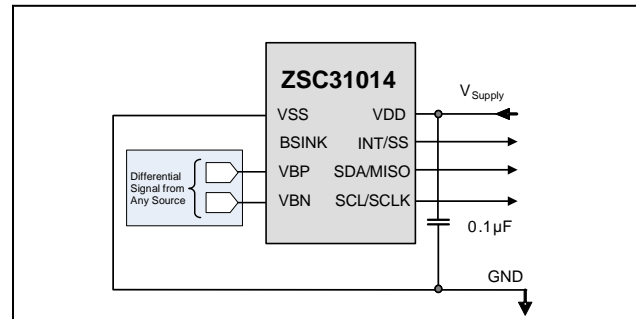 ZSC31014
VSS
VDD
V_Supply
BSINK
INT/SS
Differential
Signal from
Any Source
VBP
SDA/MISO
VBN
SCL/SCLK
0.1µF
GND